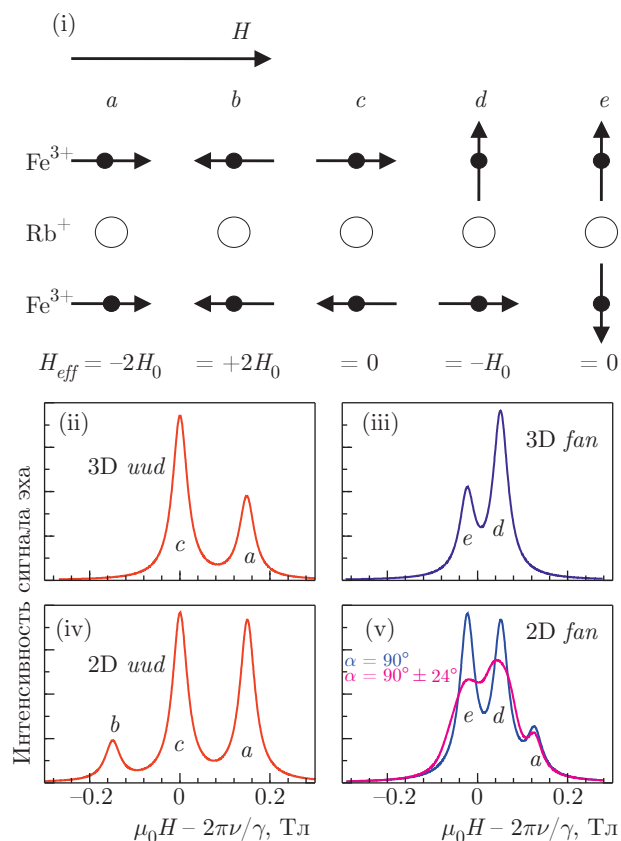 (i)
H
a b c d e
Fe³⁺
Rb⁺
Fe³⁺
H_eff = –2H₀ = +2H₀ = 0 = –H₀ = 0
Интенсивность сигнала эха
(ii)
3D uud
c
a
(iii)
3D fan
e
d
(iv)
2D uud
b
c
a
–0.2 0 0.2
μ₀H – 2πν/γ, Тл
(v)
2D fan
α = 90°
α = 90° ± 24°
e
d
a
–0.2 0 0.2
μ₀H – 2πν/γ, Тл